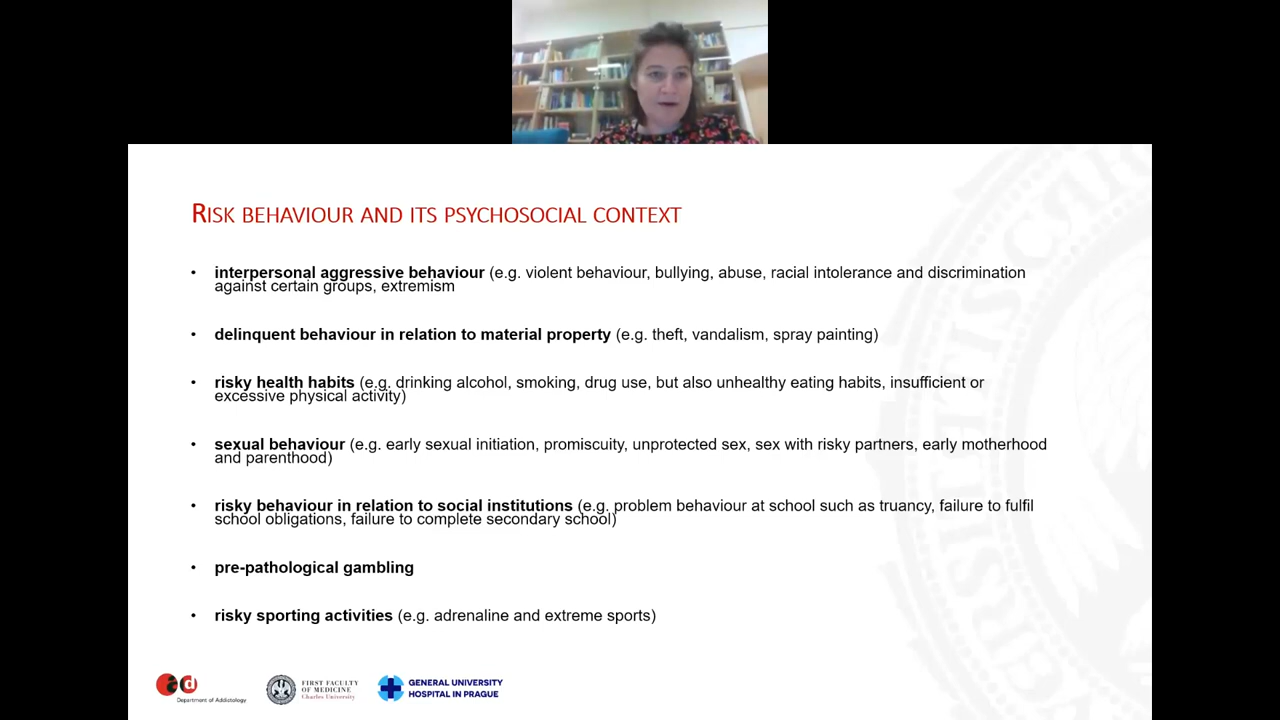 RISK BEHAVIOUR AND ITS PSYCHOSOCIAL CONTEXT
• interpersonal aggressive behaviour (e.g. violent behaviour, bullying, abuse, racial intolerance and discrimination
against certain groups, extremism
• delinquent behaviour in relation to material property (e.g. theft, vandalism, spray painting)
• risky health habits (e.g. drinking alcohol, smoking, drug use, but also unhealthy eating habits, insufficient or
excessive physical activity)
• sexual behaviour (e.g. early sexual initiation, promiscuity, unprotected sex, sex with risky partners, early motherhood
and parenthood)
• risky behaviour in relation to social institutions (e.g. problem behaviour at school such as truancy, failure to fulfil
school obligations, failure to complete secondary school)
• pre-pathological gambling
• risky sporting activities (e.g. adrenaline and extreme sports)
ad
Department of Addictology
FIRST FACULTY
OF MEDICINE
Charles University
GENERAL UNIVERSITY
HOSPITAL IN PRAGUE